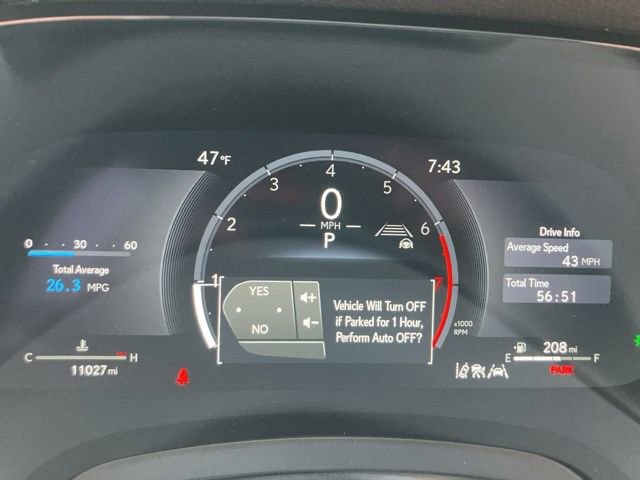 47°F
7:43
4
3
5
2
6
1
7
0
MPH
P
x1000
RPM
0 30 60
Total Average
26.3 MPG
Drive Info
Average Speed
43 MPH
Total Time
56:51
YES
NO
+
-
Vehicle Will Turn OFF
if Parked for 1 Hour,
Perform Auto OFF?
C H
11027 mi
208 mi
E F
PARK